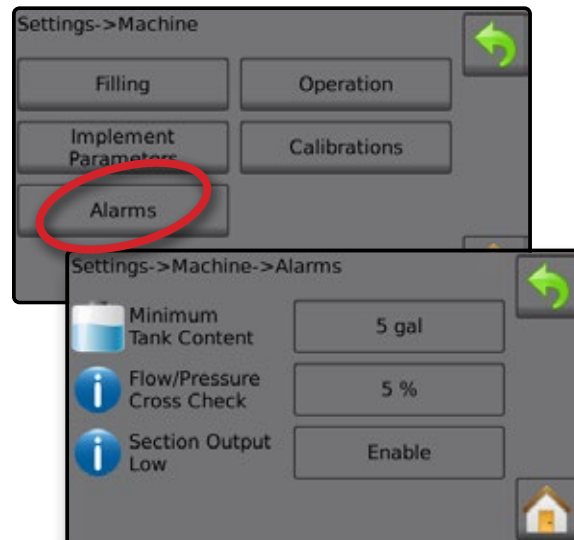 Settings->Machine
Filling
Operation
Implement
Parameters
Calibrations
Alarms
Settings->Machine->Alarms
Minimum
Tank Content
5 gal
Flow/Pressure
Cross Check
5 %
Section Output
Low
Enable